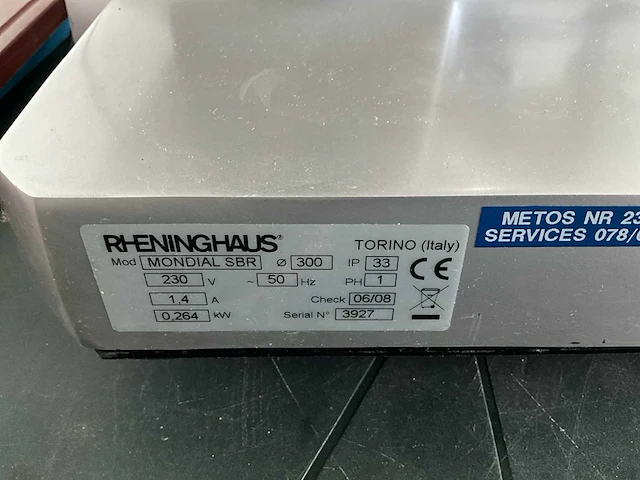 RHENINGHAUS® TORINO (Italy)
Mod MONDIAL SBR ø 300 IP 33 CE
230 V ~ 50 Hz PH 1
1.4 A Check 06/08
0,264 kW Serial N° 3927
METOS NR 23
SERVICES 078/